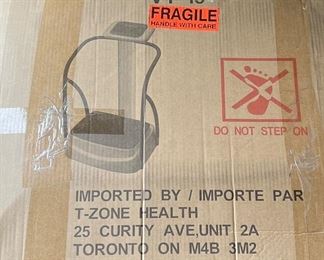 FRAGILE
HANDLE WITH CARE
DO NOT STEP ON
IMPORTED BY / IMPORTE PAR
T-ZONE HEALTH
25 CURITY AVE,UNIT 2A
TORONTO ON M4B 3M2